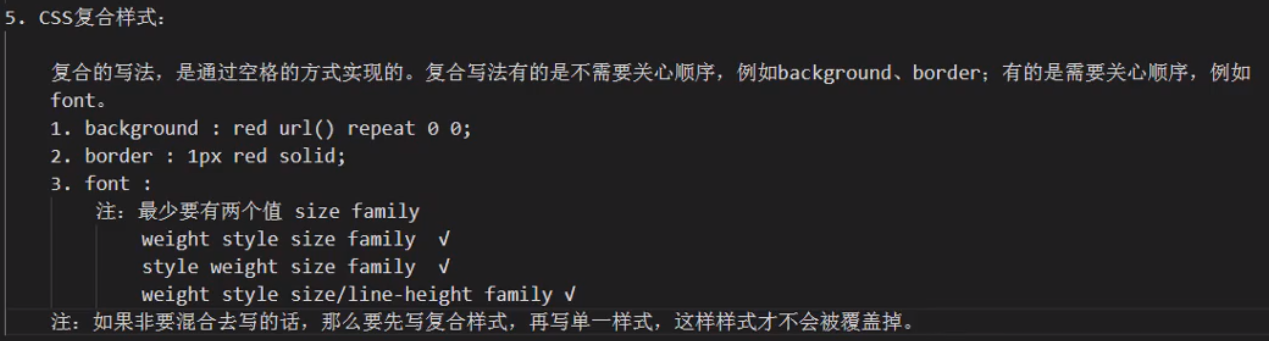 5. CSS复合样式:
复合的写法，是通过空格的方式实现的。复合写法有的是不需要关心顺序，例如background、border；有的是需要关心顺序，例如
font。
1. background : red url() repeat 0 0;
2. border : 1px red solid;
3. font :
注：最少要有两个值 size family
weight style size family √
style weight size family √
weight style size/line-height family √
注：如果非要混合去写的话，那么要先写复合样式，再写单一样式，这样样式才不会被覆盖掉。